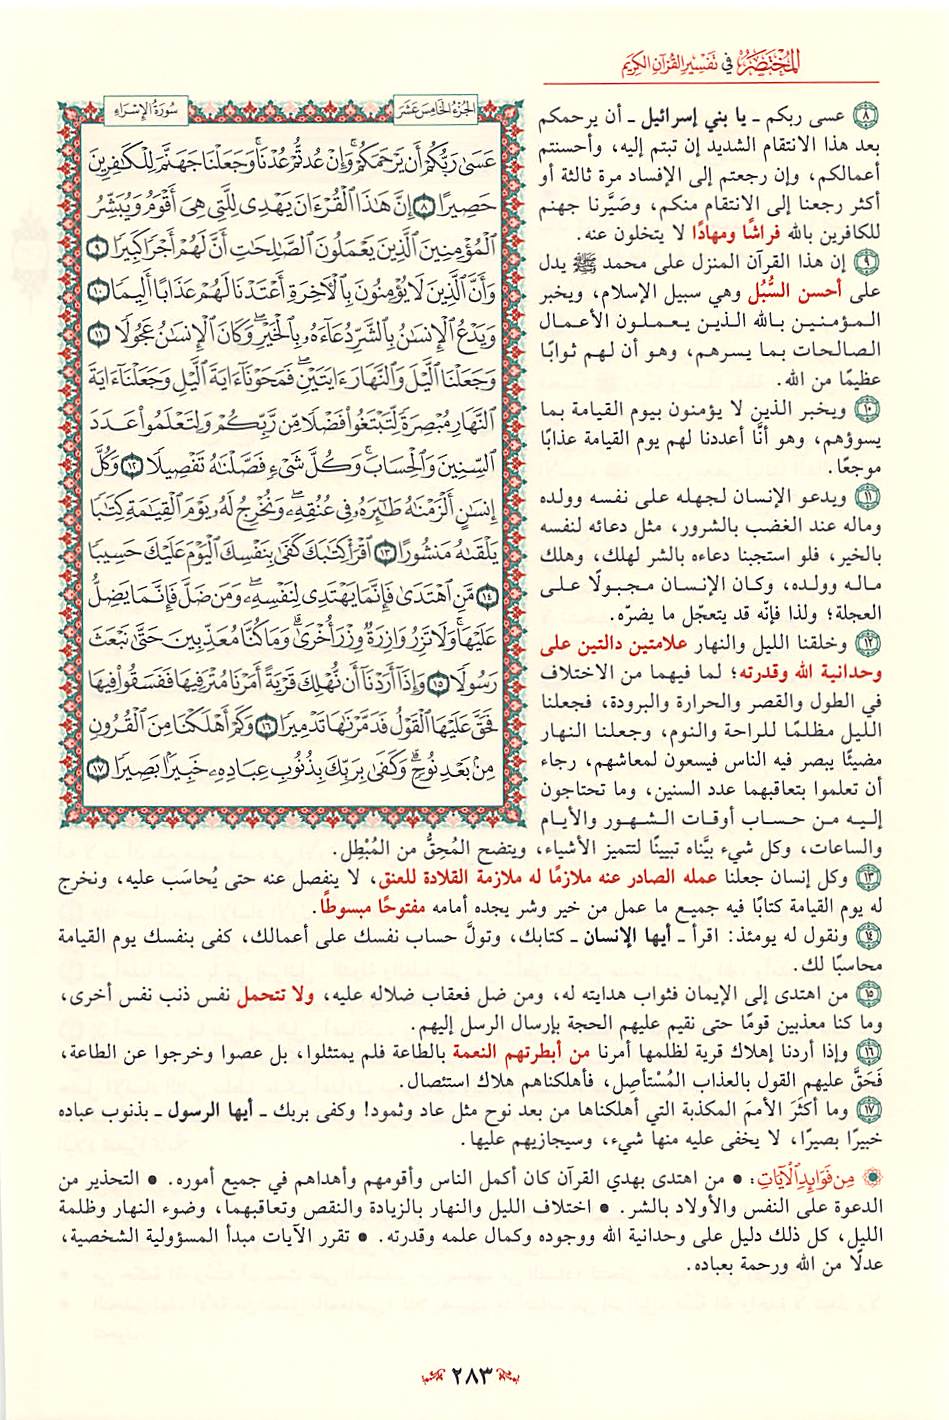 المختصر في تفسير القرآن الكريم
الجزء الخامس عشر
سورة الإسراء
عَسَىٰ رَبُّكُمْ أَن يَرْحَمَكُمْ ۚ وَإِنْ عُدتُّمْ عُدْنَا ۘ وَجَعَلْنَا جَهَنَّمَ لِلْكَٰفِرِينَ
حَصِيرًا ٨ إِنَّ هَٰذَا الْقُرْءَانَ يَهْدِى لِلَّتِى هِىَ أَقْوَمُ وَيُبَشِّرُ
الْمُؤْمِنِينَ الَّذِينَ يَعْمَلُونَ الصَّٰلِحَٰتِ أَنَّ لَهُمْ أَجْرًا كَبِيرًا ٩
وَأَنَّ الَّذِينَ لَا يُؤْمِنُونَ بِالْءَاخِرَةِ أَعْتَدْنَا لَهُمْ عَذَابًا أَلِيمًا ١٠
وَيَدْعُ الْإِنسَٰنُ بِالشَّرِّ دُعَاءَهُۥ بِالْخَيْرِ ۖ وَكَانَ الْإِنسَٰنُ عَجُولًا ١١
وَجَعَلْنَا الَّيْلَ وَالنَّهَارَ ءَايَتَيْنِ ۖ فَمَحَوْنَا ءَايَةَ الَّيْلِ وَجَعَلْنَا ءَايَةَ
النَّهَارِ مُبْصِرَةً لِّتَبْتَغُوا فَضْلًا مِّن رَّبِّكُمْ وَلِتَعْلَمُوا عَدَدَ
السِّنِينَ وَالْحِسَابَ ۚ وَكُلَّ شَىْءٍ فَصَّلْنَٰهُ تَفْصِيلًا ١٢ وَكُلَّ
إِنسَٰنٍ أَلْزَمْنَٰهُ طَٰٓئِرَهُۥ فِى عُنُقِهِۦ ۖ وَنُخْرِجُ لَهُۥ يَوْمَ الْقِيَٰمَةِ كِتَٰبًا
يَلْقَىٰهُ مَنشُورًا ١٣ اقْرَأْ كِتَٰبَكَ كَفَىٰ بِنَفْسِكَ الْيَوْمَ عَلَيْكَ حَسِيبًا
١٤ مَّنِ اهْتَدَىٰ فَإِنَّمَا يَهْتَدِى لِنَفْسِهِۦ ۖ وَمَن ضَلَّ فَإِنَّمَا يَضِلُّ
عَلَيْهَا ۚ وَلَا تَزِرُ وَازِرَةٌ وِزْرَ أُخْرَىٰ ۗ وَمَا كُنَّا مُعَذِّبِينَ حَتَّىٰ نَبْعَثَ
رَسُولًا ١٥ وَإِذَا أَرَدْنَا أَن نُّهْلِكَ قَرْيَةً أَمَرْنَا مُتْرَفِيهَا فَفَسَقُوا فِيهَا
فَحَقَّ عَلَيْهَا الْقَوْلُ فَدَمَّرْنَٰهَا تَدْمِيرًا ١٦ وَكَمْ أَهْلَكْنَا مِنَ الْقُرُونِ
مِنۢ بَعْدِ نُوحٍ ۗ وَكَفَىٰ بِرَبِّكَ بِذُنُوبِ عِبَادِهِۦ خَبِيرًۢا بَصِيرًا ١٧
٨ عسى ربكم ـ يا بني إسرائيل ـ أن يرحمكم
بعد هذا الانتقام الشديد إن تبتم إليه، وأحسنتم
أعمالكم، وإن رجعتم إلى الإفساد مرة ثالثة أو
أكثر رجعنا إلى الانتقام منكم، وصَيَّرنا جهنم
للكافرين بالله فراشًا ومهادًا لا يتخلون عنه.
٩ إن هذا القرآن المنزل على محمد ﷺ يدل
على أحسن السُّبُل وهي سبيل الإسلام، ويخبر
المؤمنين بالله الذين يعملون الأعمال
الصالحات بما يسرهم، وهو أن لهم ثوابًا
عظيمًا من الله.
١٠ ويخبر الذين لا يؤمنون بيوم القيامة بما
يسوؤهم، وهو أنَّا أعددنا لهم يوم القيامة عذابًا
موجعًا.
١١ ويدعو الإنسان لجهله على نفسه وولده
وماله عند الغضب بالشرور، مثل دعائه لنفسه
بالخير، فلو استجبنا دعاءه بالشر لهلك، وهلك
ماله وولده، وكان الإنسان مجبولًا على
العجلة؛ ولذا فإنّه قد يتعجّل ما يضرّه.
١٢ وخلقنا الليل والنهار علامتين دالتين على
وحدانية الله وقدرته؛ لما فيهما من الاختلاف
في الطول والقصر والحرارة والبرودة، فجعلنا
الليل مظلمًا للراحة والنوم، وجعلنا النهار
مضيئًا يبصر فيه الناس فيسعون لمعاشهم، رجاء
أن تعلموا بتعاقبهما عدد السنين، وما تحتاجون
إليه من حساب أوقات الشهور والأيام
والساعات، وكل شيء بيَّناه تبيينًا لتتميز الأشياء، ويتضح المُحِقُّ من المُبْطِل.
١٣ وكل إنسان جعلنا عمله الصادر عنه ملازمًا له ملازمة القلادة للعنق، لا ينفصل عنه حتى يُحاسَب عليه، ونخرج
له يوم القيامة كتابًا فيه جميع ما عمل من خير وشر يجده أمامه مفتوحًا مبسوطًا.
١٤ ونقول له يومئذ: اقرأ ـ أيها الإنسان ـ كتابك، وتولَّ حساب نفسك على أعمالك، كفى بنفسك يوم القيامة
محاسبًا لك.
١٥ من اهتدى إلى الإيمان فثواب هدايته له، ومن ضل فعقاب ضلاله عليه، ولا تتحمل نفس ذنب نفس أخرى،
وما كنا معذبين قومًا حتى نقيم عليهم الحجة بإرسال الرسل إليهم.
١٦ وإذا أردنا إهلاك قرية لظلمها أمرنا من أبطرتهم النعمة بالطاعة فلم يمتثلوا، بل عصوا وخرجوا عن الطاعة،
فَحَقَّ عليهم القول بالعذاب المُسْتأصِل، فأهلكناهم هلاك استئصال.
١٧ وما أكثَرَ الأممَ المكذبة التي أهلكناها من بعد نوح مثل عاد وثمود! وكفى بربك ـ أيها الرسول ـ بذنوب عباده
خبيرًا بصيرًا، لا يخفى عليه منها شيء، وسيجازيهم عليها.
من فوائد الآيات: • من اهتدى بهدي القرآن كان أكمل الناس وأقومهم وأهداهم في جميع أموره. • التحذير من
الدعوة على النفس والأولاد بالشر. • اختلاف الليل والنهار بالزيادة والنقص وتعاقبهما، وضوء النهار وظلمة
الليل، كل ذلك دليل على وحدانية الله ووجوده وكمال علمه وقدرته. • تقرر الآيات مبدأ المسؤولية الشخصية،
عدلًا من الله ورحمة بعباده.
٢٨٣